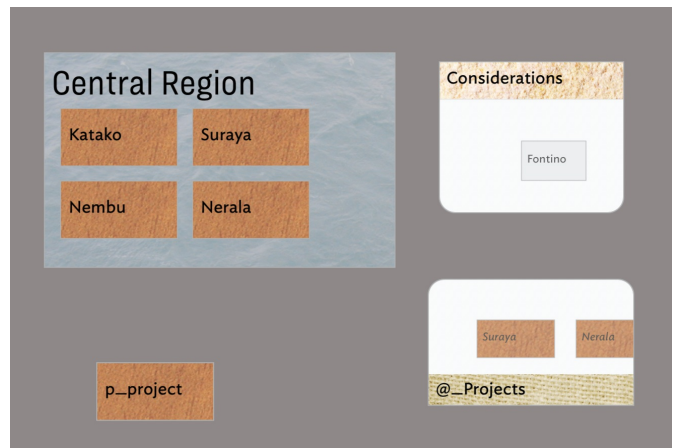 Central Region
Katako
Suraya
Nembu
Nerala
Considerations
Fontino
Suraya
Nerala
@_Projects
p_project